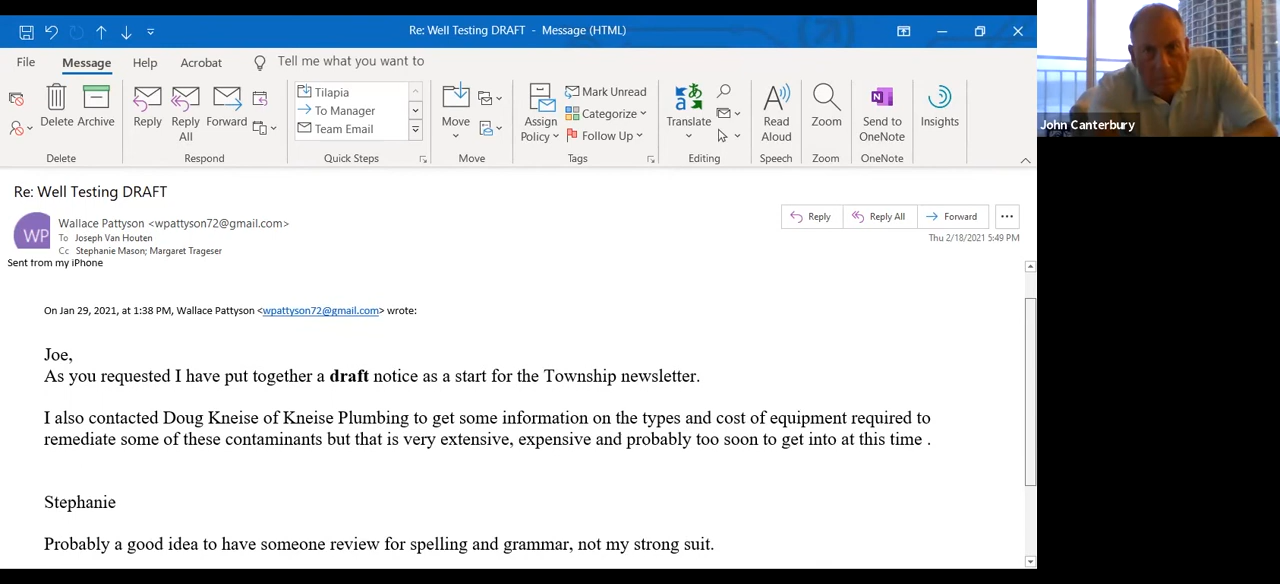 Re: Well Testing DRAFT - Message (HTML)
File Message Help Acrobat Tell me what you want to
Delete Archive
Reply Reply All Forward
Tilapia
To Manager
Team Email
Move
Assign Policy
Mark Unread
Categorize
Follow Up
Translate
Read Aloud
Zoom
Send to OneNote
Insights
Delete Respond Quick Steps Move Tags Editing Speech Zoom OneNote
Re: Well Testing DRAFT
WP
Wallace Pattyson <wpattyson72@gmail.com>
To Joseph Van Houten
Cc Stephanie Mason; Margaret Trageser
Reply Reply All Forward
Thu 2/18/2021 5:49 PM
Sent from my iPhone
On Jan 29, 2021, at 1:38 PM, Wallace Pattyson <wpattyson72@gmail.com> wrote:
Joe,
As you requested I have put together a draft notice as a start for the Township newsletter.
I also contacted Doug Kneise of Kneise Plumbing to get some information on the types and cost of equipment required to
remediate some of these contaminants but that is very extensive, expensive and probably too soon to get into at this time .
Stephanie
Probably a good idea to have someone review for spelling and grammar, not my strong suit.
John Canterbury